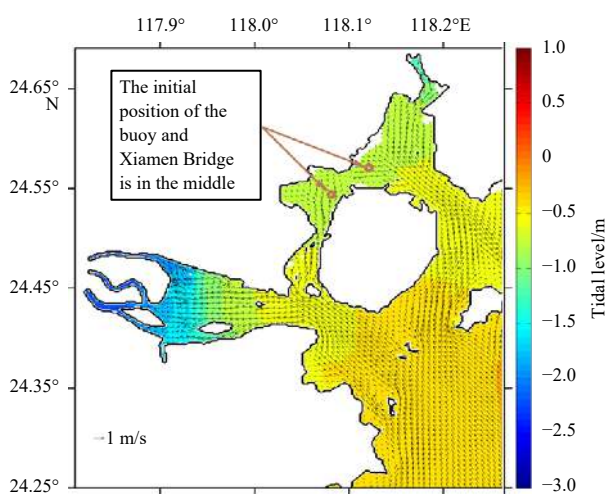 117.9° 118.0° 118.1° 118.2°E
24.65°
N
24.55°
24.45°
24.35°
24.25°
The initial
position of the
buoy and
Xiamen Bridge
is in the middle
1 m/s
1.0
0.5
0
−0.5
−1.0
−1.5
−2.0
−2.5
−3.0
Tidal level/m